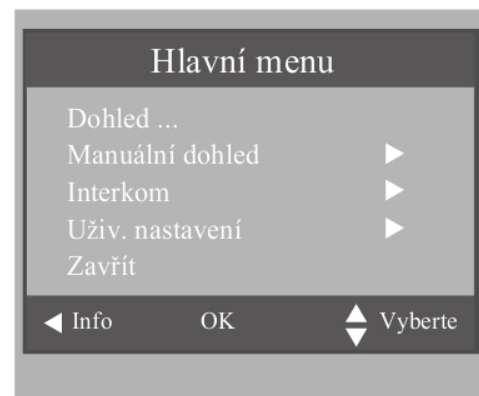 Hlavní menu
Dohled ...
Manuální dohled
Interkom
Uživ. nastavení
Zavřít
Info OK Vyberte